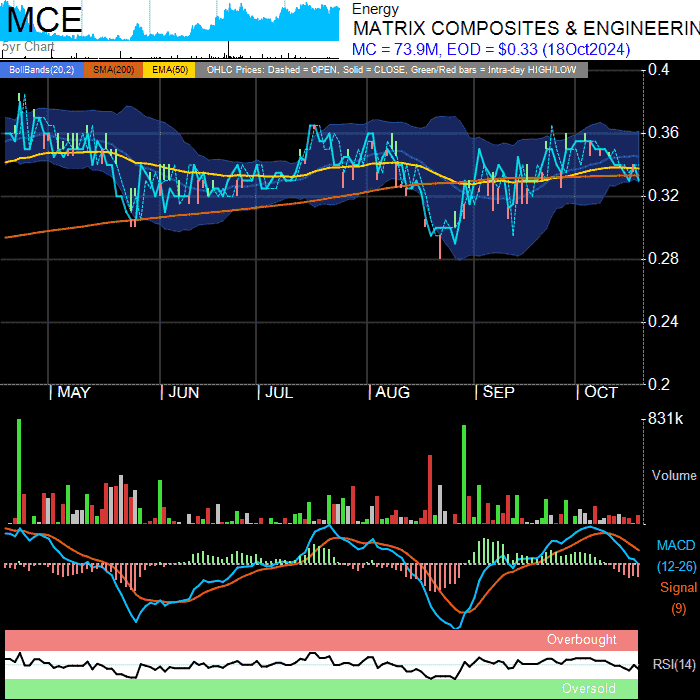 MCE
5yr Chart
Energy
MATRIX COMPOSITES & ENGINEERIN
MC = 73.9M, EOD = $0.33 (18Oct2024)
BollBands(20,2) SMA(200) EMA(50) OHLC Prices: Dashed = OPEN, Solid = CLOSE, Green/Red bars = Intra-day HIGH/LOW
0.4
0.36
0.32
0.28
0.24
0.2
MAY JUN JUL AUG SEP OCT
831k
Volume
MACD
(12-26)
Signal
(9)
Overbought
RSI(14)
Oversold